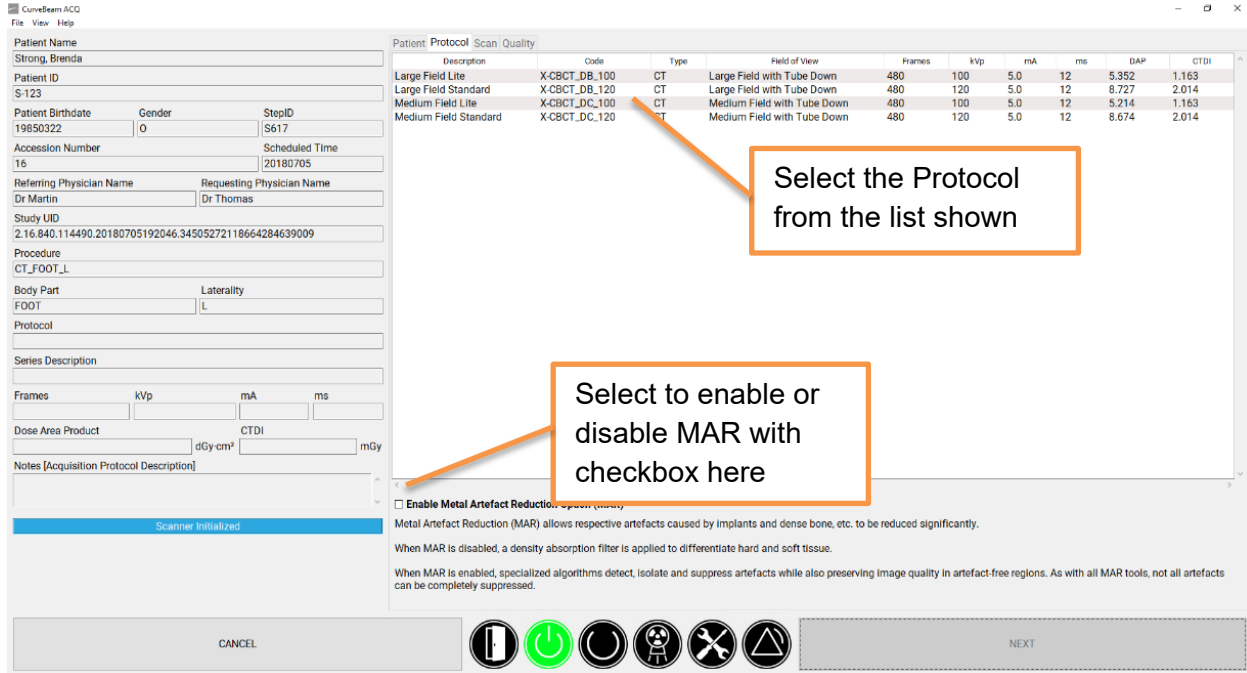 CurveBeam ACQ
File View Help
Patient Name
Strong, Brenda
Patient ID
S-123
Patient Birthdate Gender StepID
19850322 O S617
Accession Number Scheduled Time
16 20180705
Referring Physician Name Requesting Physician Name
Dr Martin Dr Thomas
Study UID
2.16.840.114490.20180705192046.34505272118664284639009
Procedure
CT_FOOT_L
Body Part Laterality
FOOT L
Protocol
Series Description
Frames kVp mA ms
Dose Area Product CTDI
dGy·cm² mGy
Notes [Acquisition Protocol Description]
Scanner Initialized
Patient Protocol Scan Quality
Description Code Type Field of View Frames kVp mA ms DAP CTDI
Large Field Lite X-CBCT_DB_100 CT Large Field with Tube Down 480 100 5.0 12 5.352 1.163
Large Field Standard X-CBCT_DB_120 CT Large Field with Tube Down 480 120 5.0 12 8.727 2.014
Medium Field Lite X-CBCT_DC_100 CT Medium Field with Tube Down 480 100 5.0 12 5.214 1.163
Medium Field Standard X-CBCT_DC_120 CT Medium Field with Tube Down 480 120 5.0 12 8.674 2.014
Select the Protocol
from the list shown
Select to enable or
disable MAR with
checkbox here
Enable Metal Artefact Reduction Option (MAR)
Metal Artefact Reduction (MAR) allows respective artefacts caused by implants and dense bone, etc. to be reduced significantly.
When MAR is disabled, a density absorption filter is applied to differentiate hard and soft tissue.
When MAR is enabled, specialized algorithms detect, isolate and suppress artefacts while also preserving image quality in artefact-free regions. As with all MAR tools, not all artefacts
can be completely suppressed.
CANCEL
NEXT